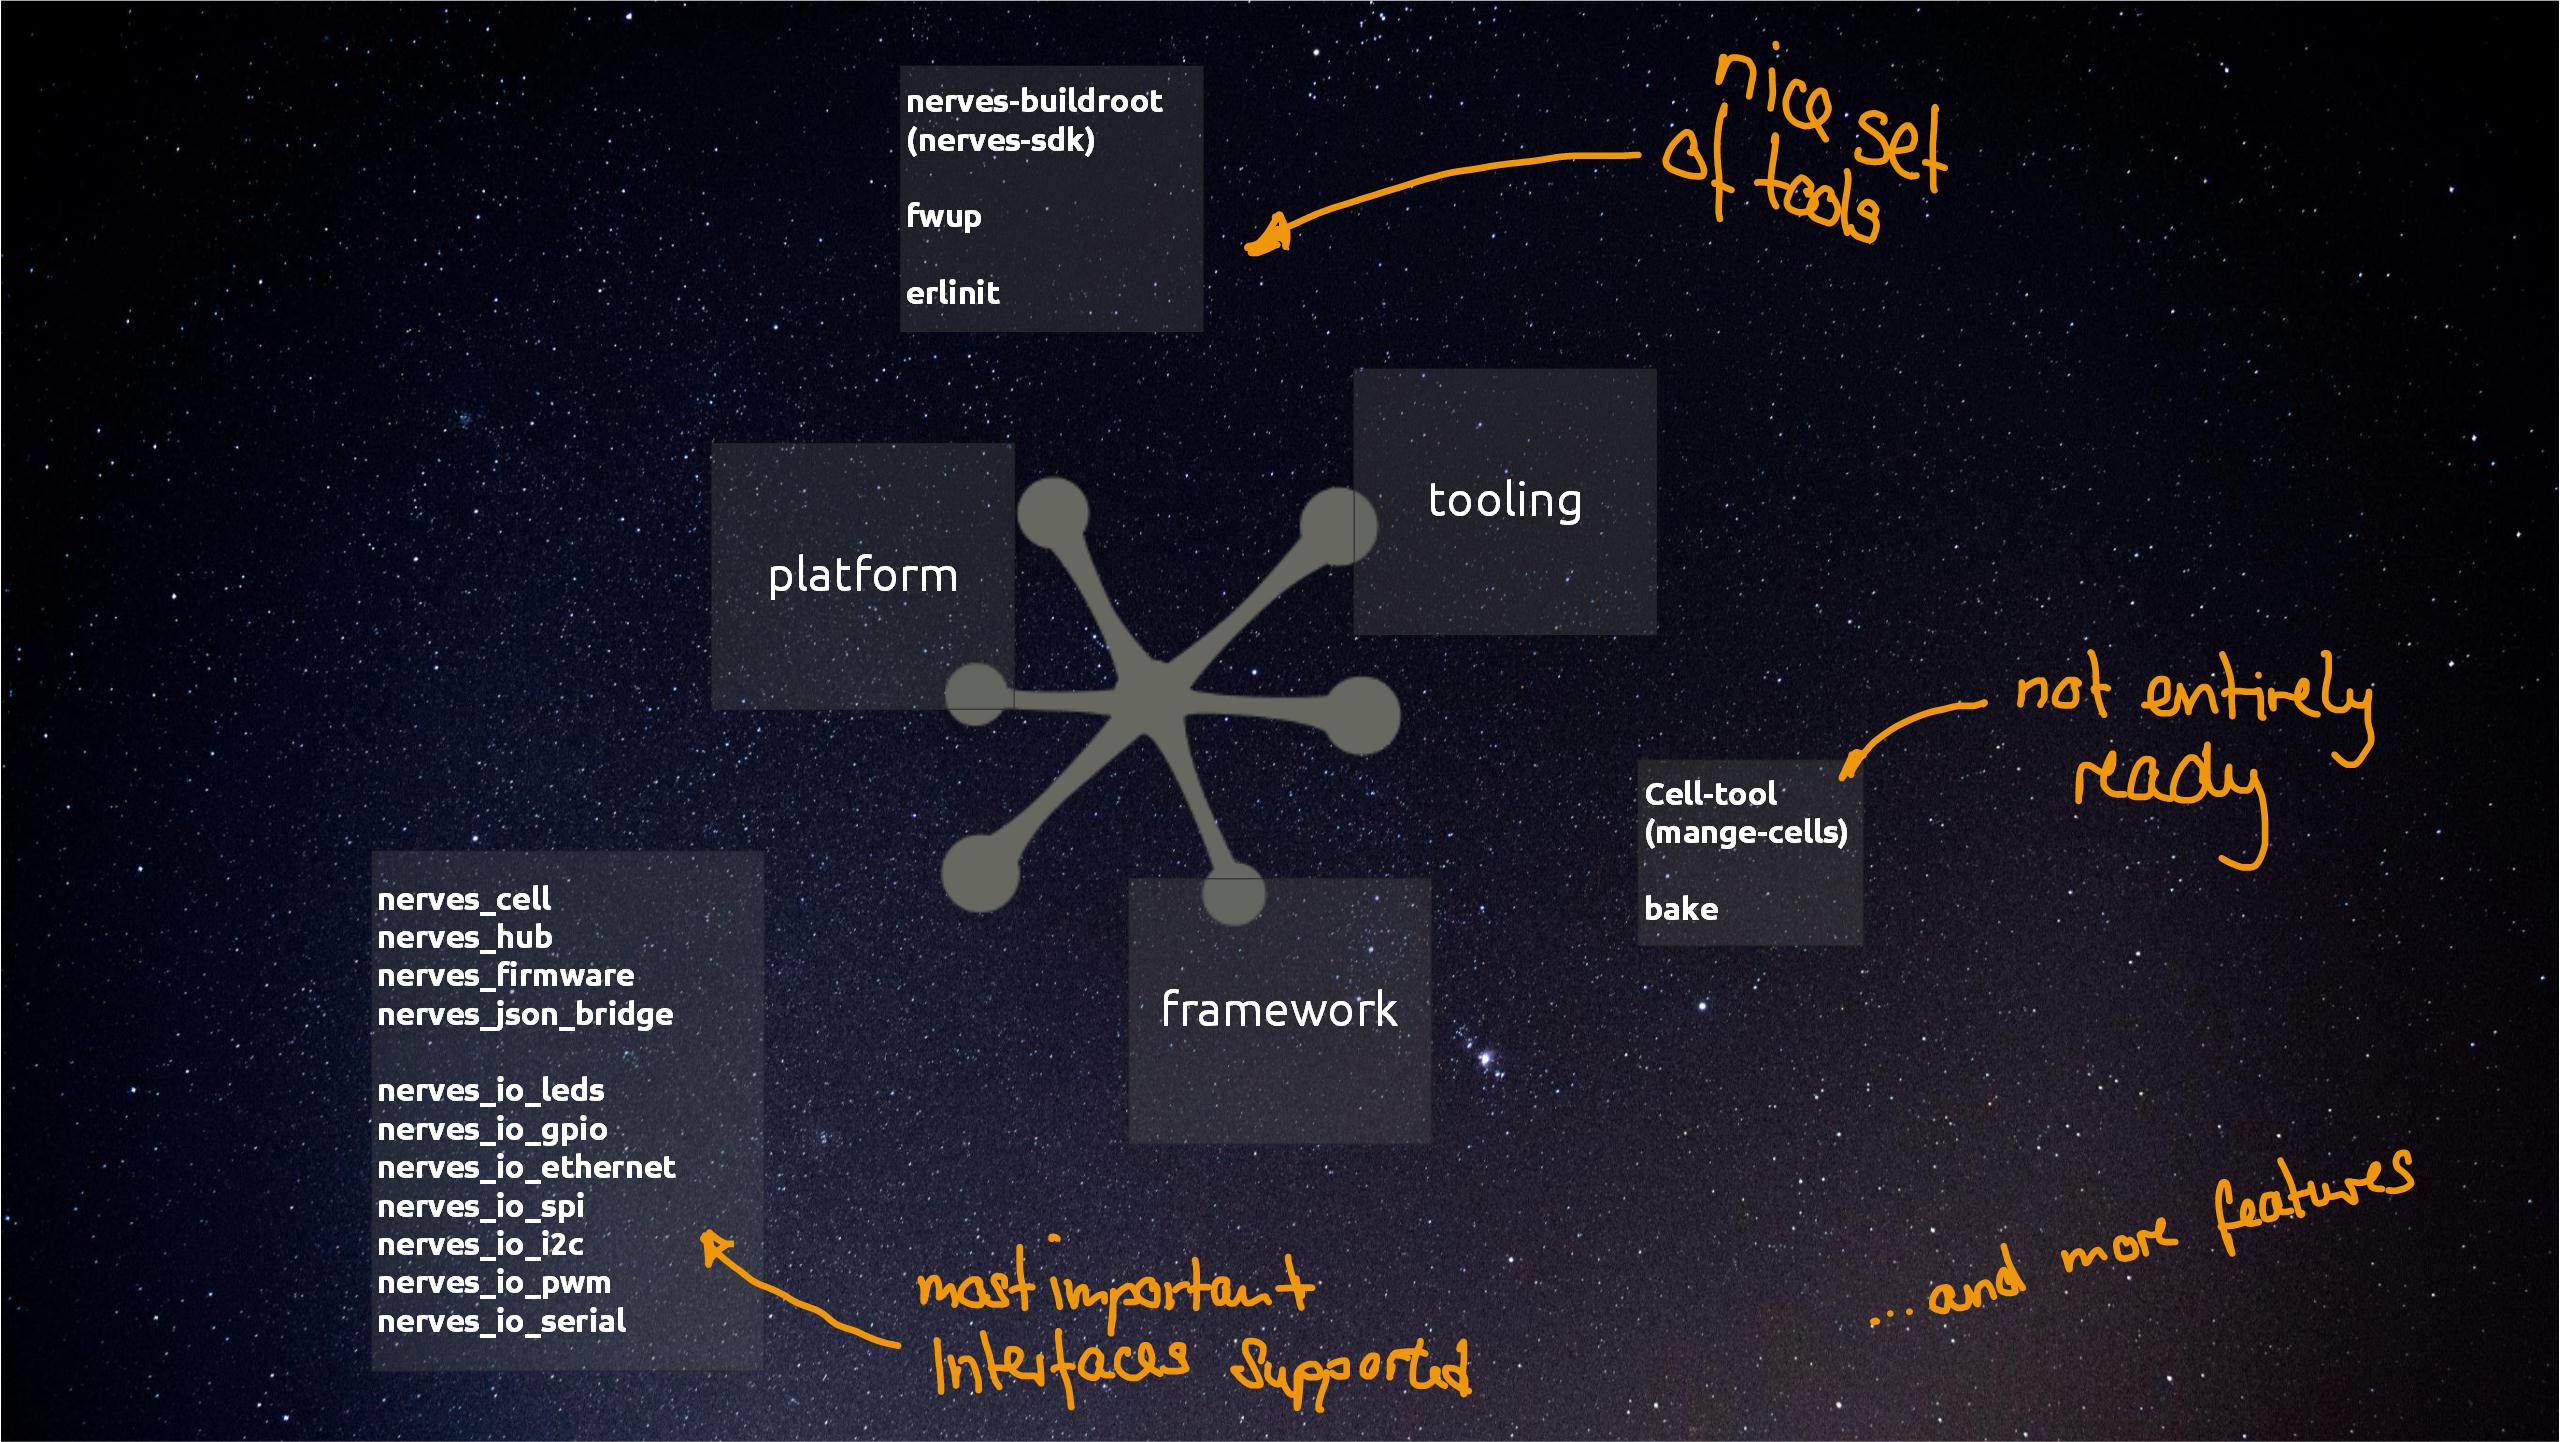 nerves-buildroot
(nerves-sdk)
fwup
erlinit
nice set
of tools
platform
tooling
not entirely
ready
Cell-tool
(mange-cells)
bake
nerves_cell
nerves_hub
nerves_firmware
nerves_json_bridge
nerves_io_leds
nerves_io_gpio
nerves_io_ethernet
nerves_io_spi
nerves_io_i2c
nerves_io_pwm
nerves_io_serial
framework
most important
Interfaces supported
...and more features